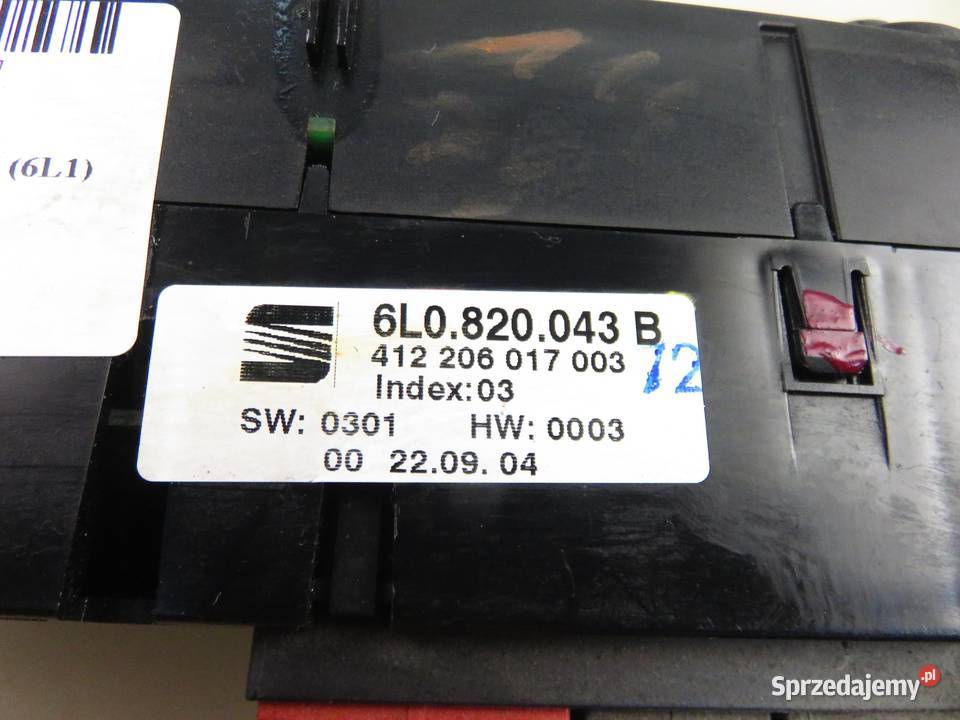 (6L1)
6L0.820.043 B
412 206 017 003
12
Index:03
SW: 0301 HW: 0003
00 22.09.04
Sprzedajemy.pl